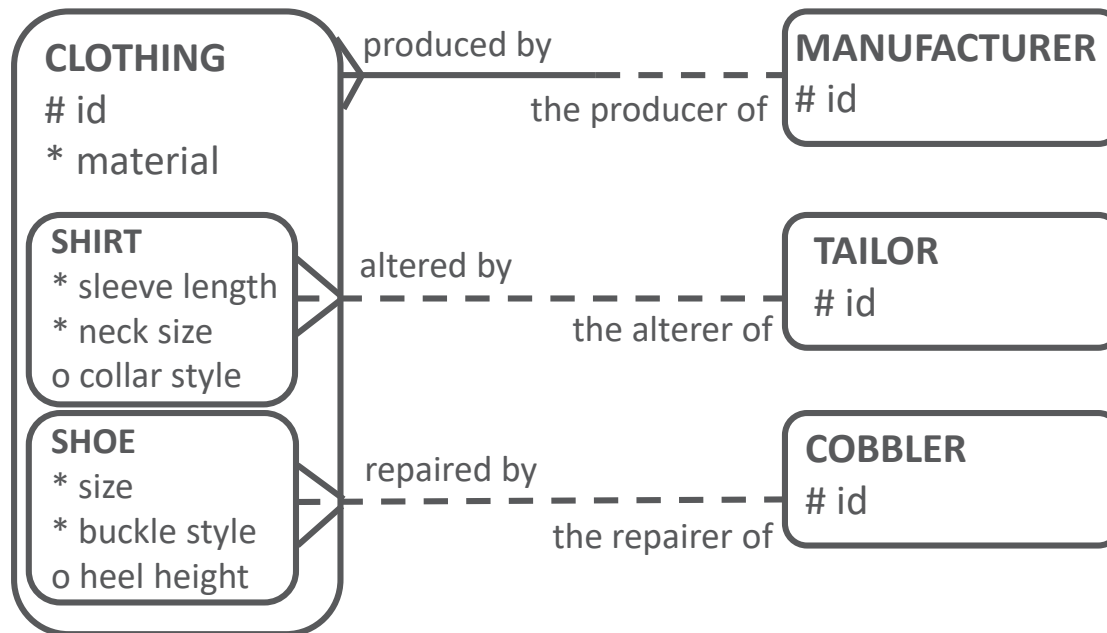 CLOTHING
# id
* material
SHIRT
* sleeve length
* neck size
o collar style
SHOE
* size
* buckle style
o heel height
produced by
the producer of
altered by
the alterer of
repaired by
the repairer of
MANUFACTURER
# id
TAILOR
# id
COBBLER
# id